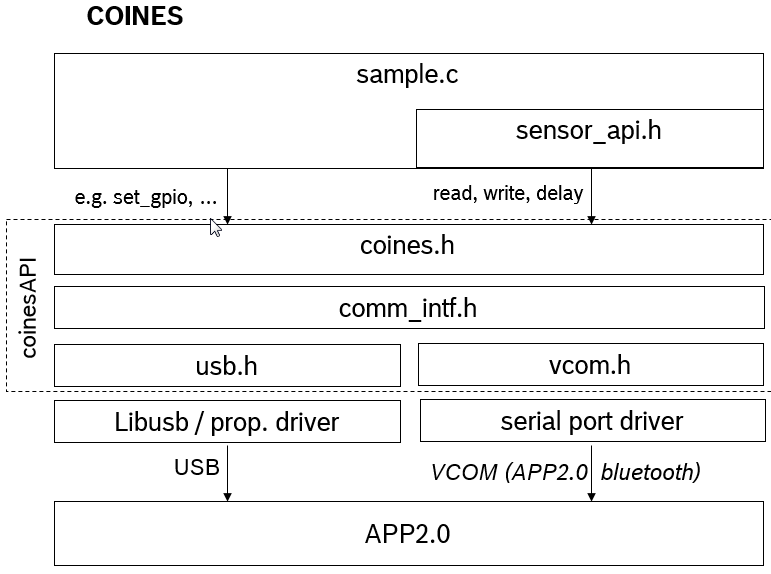 COINES
sample.c
sensor_api.h
e.g. set_gpio, ...
read, write, delay
coinesAPI
coines.h
comm_intf.h
usb.h
vcom.h
Libusb / prop. driver
serial port driver
USB
VCOM (APP2.0 bluetooth)
APP2.0